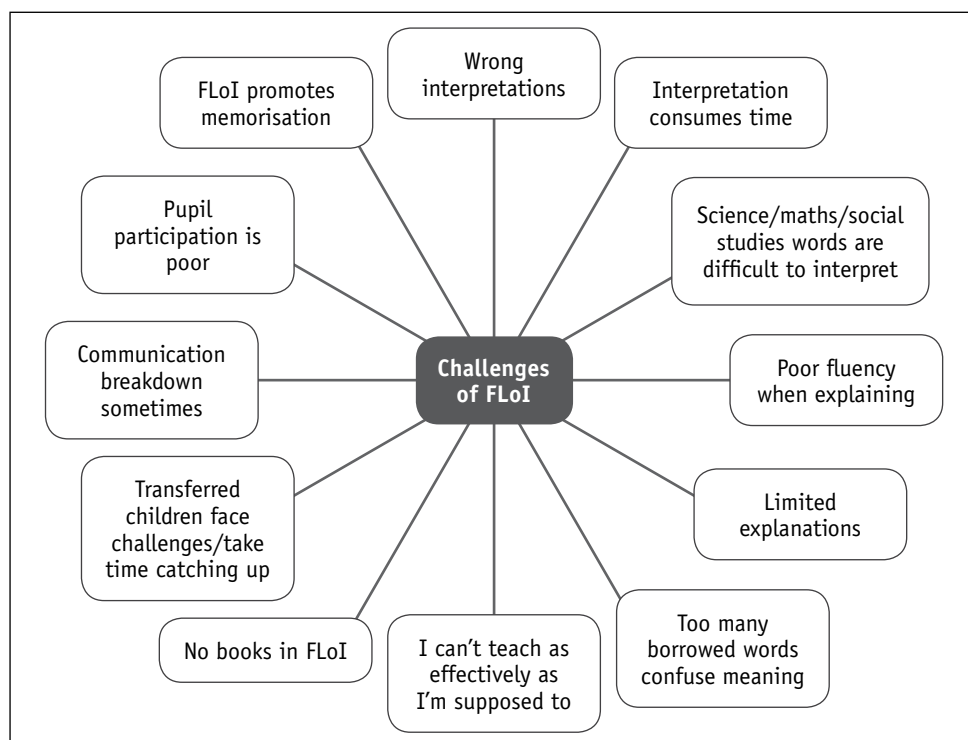 Wrong
interpretations
Interpretation
consumes time
Science/maths/social
studies words are
difficult to interpret
Poor fluency
when explaining
Limited
explanations
Too many
borrowed words
confuse meaning
I can't teach as
effectively as
I'm supposed to
No books in FLoI
Transferred
children face
challenges/take
time catching up
Communication
breakdown
sometimes
Pupil
participation is
poor
FLoI promotes
memorisation
Challenges
of FLoI